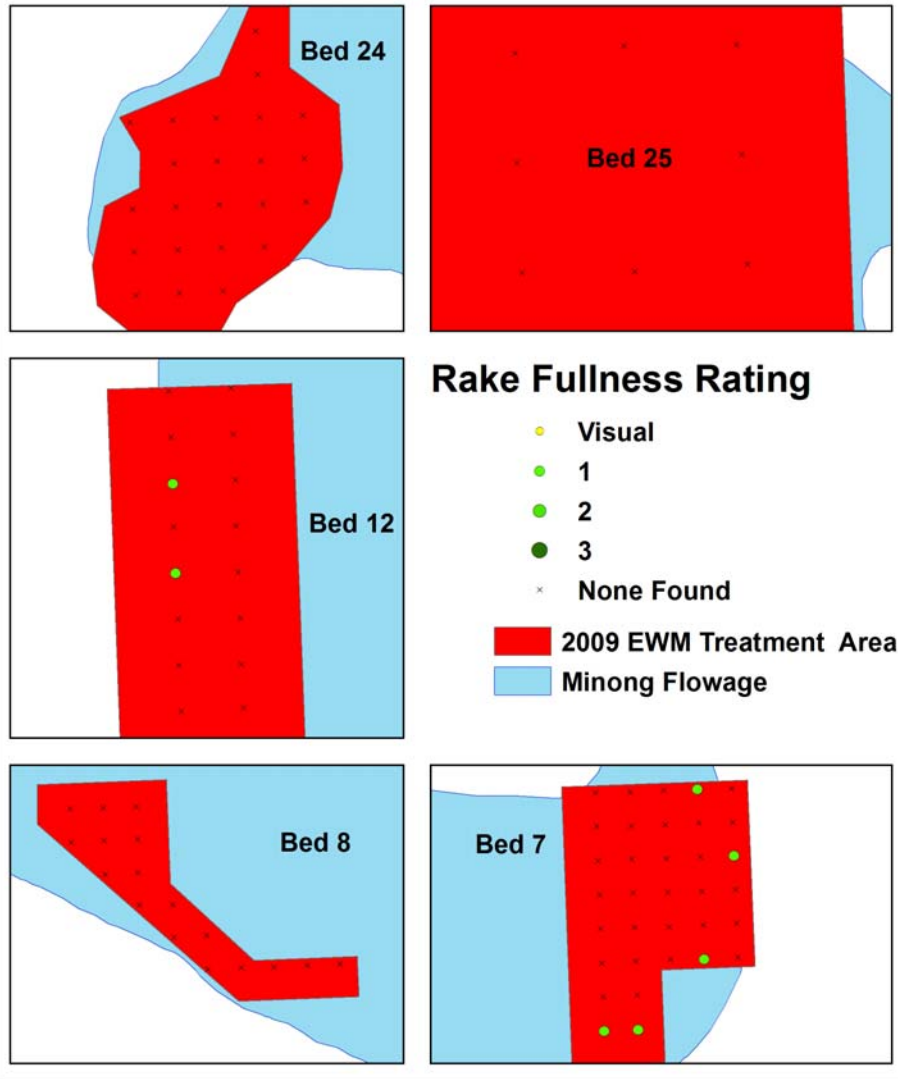 Bed 24
Bed 25
Rake Fullness Rating
Visual
1
2
3
None Found
2009 EWM Treatment Area
Minong Flowage
Bed 12
Bed 8
Bed 7